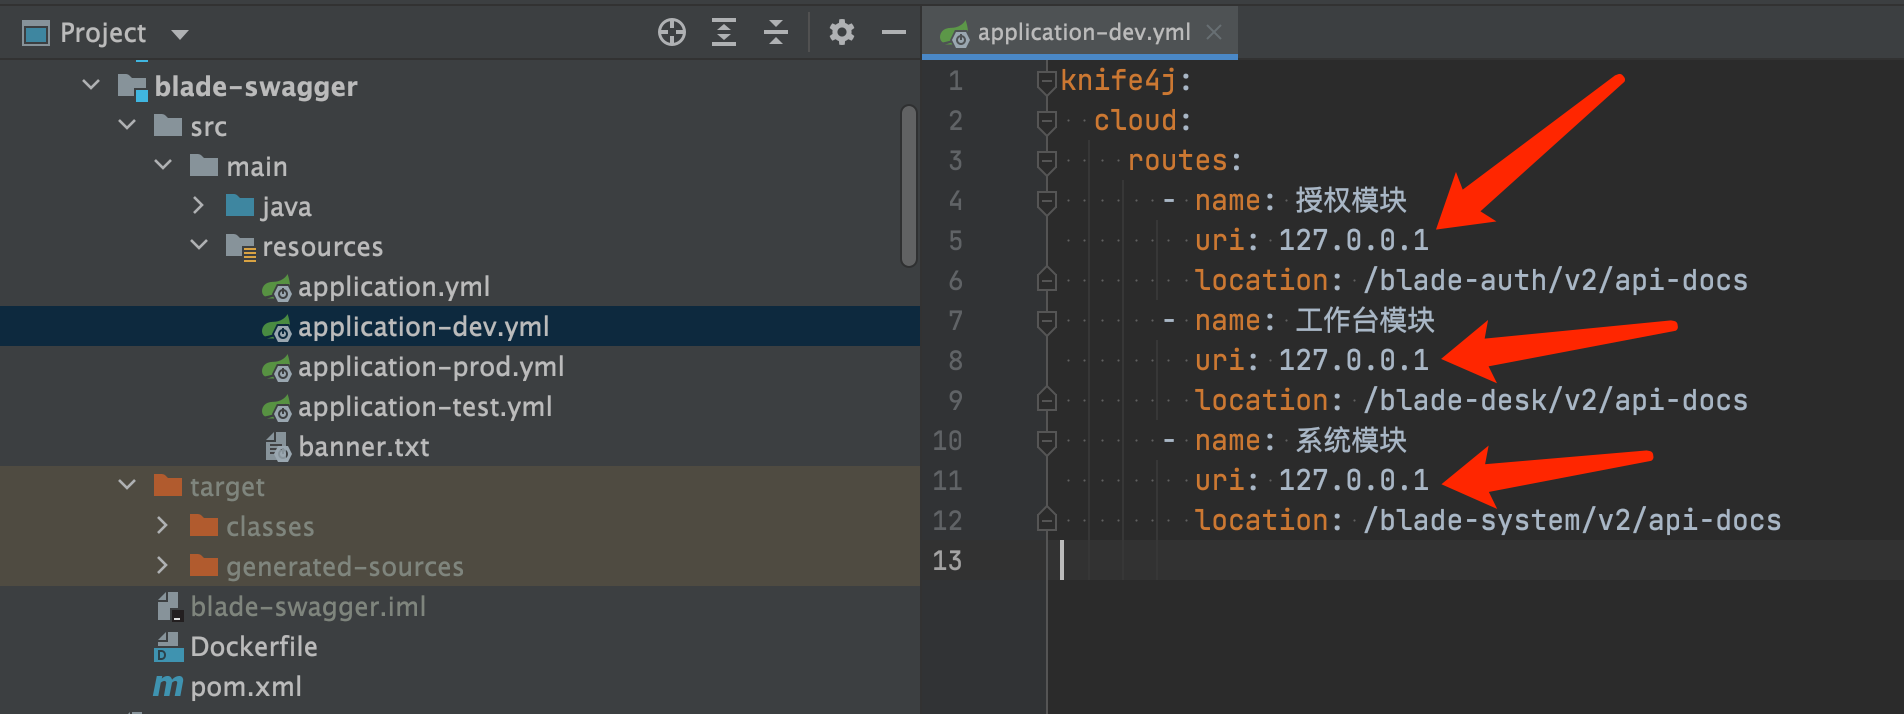 Project
blade-swagger
src
main
java
resources
application.yml
application-dev.yml
application-prod.yml
application-test.yml
banner.txt
target
classes
generated-sources
blade-swagger.iml
Dockerfile
pom.xml
application-dev.yml
1 knife4j:
2 cloud:
3 routes:
4 - name: 授权模块
5 uri: 127.0.0.1
6 location: /blade-auth/v2/api-docs
7 - name: 工作台模块
8 uri: 127.0.0.1
9 location: /blade-desk/v2/api-docs
10 - name: 系统模块
11 uri: 127.0.0.1
12 location: /blade-system/v2/api-docs
13